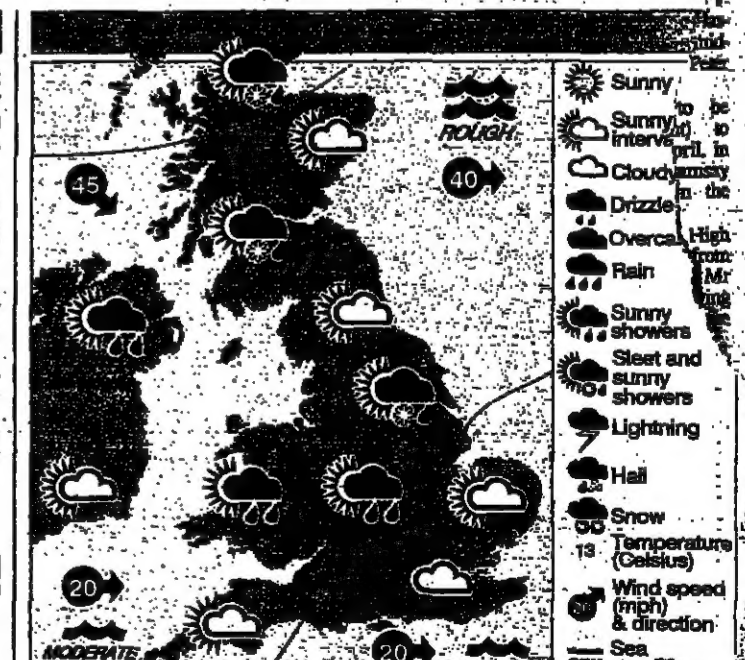 ROUGH
45
40
20
MODERATE
20
Sunny
Sunny
Cloudy
Drizzle
Rain
Sunny
showers
Sleet and
sunny
showers
Lightning
Hail
Snow
13 Temperature
(Celsius)
Wind speed
(mph)
& direction
Sea
to be
to
pril, in
in the
High
from
Mr